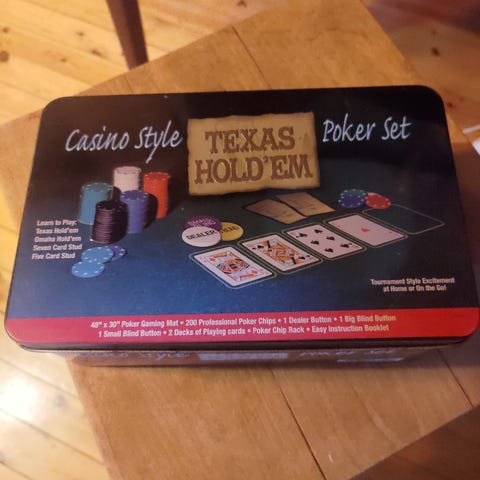 Casino Style
TEXAS
HOLD'EM
Poker Set
Learn to Play:
Texas Hold'em
Omaha Hold'em
Seven Card Stud
Five Card Stud
DEALER
Tournament Style Excitement
at Home or On the Go!
48" x 30" Poker Gaming Mat • 200 Professional Poker Chips • 1 Dealer Button • 1 Big Blind Button
1 Small Blind Button • 2 Decks of Playing cards • Poker Chip Rack • Easy Instruction Booklet